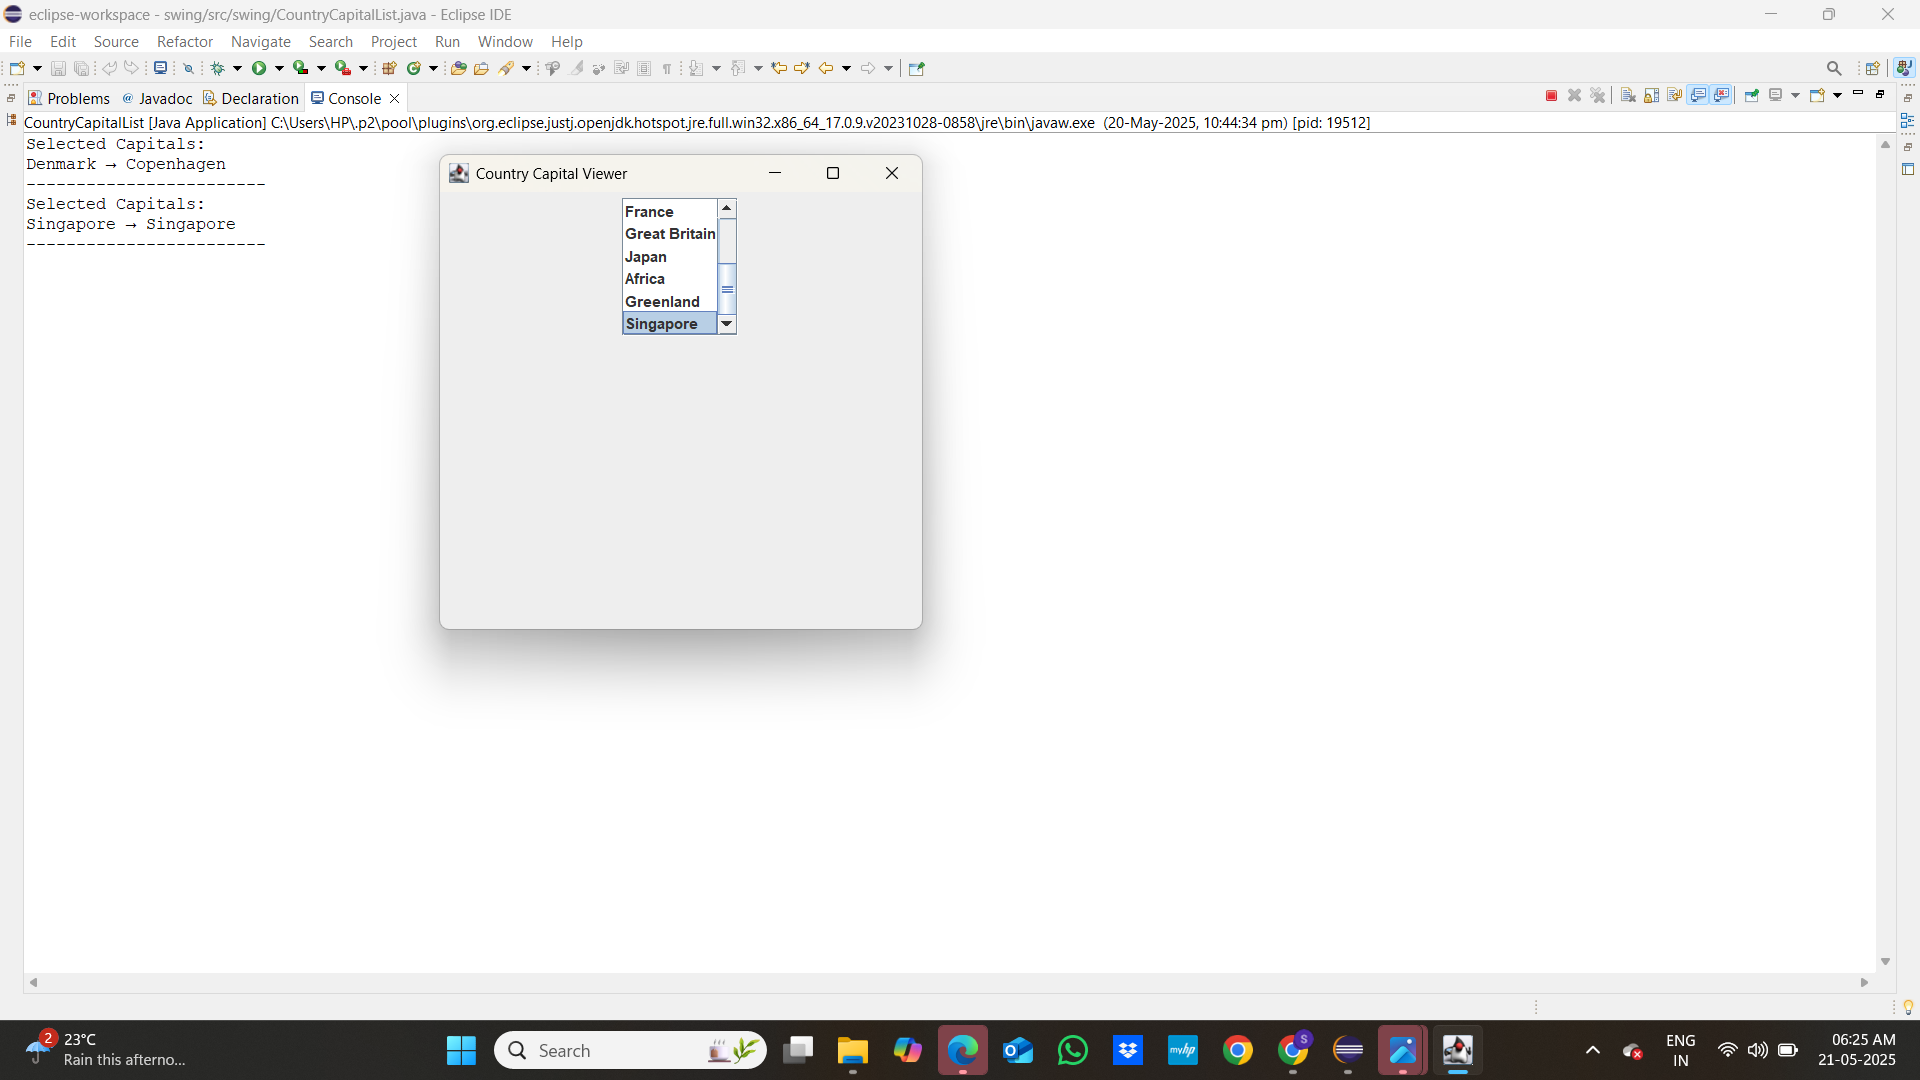 eclipse-workspace - swing/src/swing/CountryCapitalList.java - Eclipse IDE
File Edit Source Refactor Navigate Search Project Run Window Help
Problems @ Javadoc Declaration Console
CountryCapitalList [Java Application] C:\Users\HP\.p2\pool\plugins\org.eclipse.justj.openjdk.hotspot.jre.full.win32.x86_64_17.0.9.v20231028-0858\jre\bin\javaw.exe (20-May-2025, 10:44:34 pm) [pid: 19512]
Selected Capitals:
Denmark → Copenhagen
------------------------
Selected Capitals:
Singapore → Singapore
------------------------
Country Capital Viewer
France
Great Britain
Japan
Africa
Greenland
Singapore
2
23°C
Rain this afterno...
Search
myhp
S
ENG
IN
06:25 AM
21-05-2025